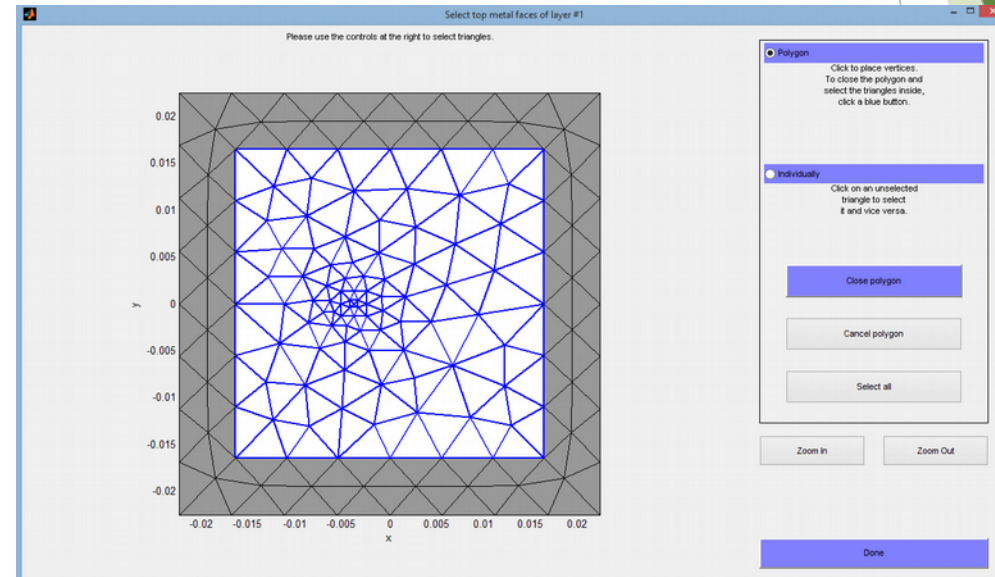 Select top metal faces of layer #1
Please use the controls at the right to select triangles.
Polygon
Click to place vertices.
To close the polygon and
select the triangles inside,
click a blue button.
Individually
Click on an unselected
triangle to select
it and vice versa.
Close polygon
Cancel polygon
Select all
Zoom In
Zoom Out
Done
0.02
0.015
0.01
0.005
0
-0.005
-0.01
-0.015
-0.02
y
-0.02 -0.015 -0.01 -0.005 0 0.005 0.01 0.015 0.02
x